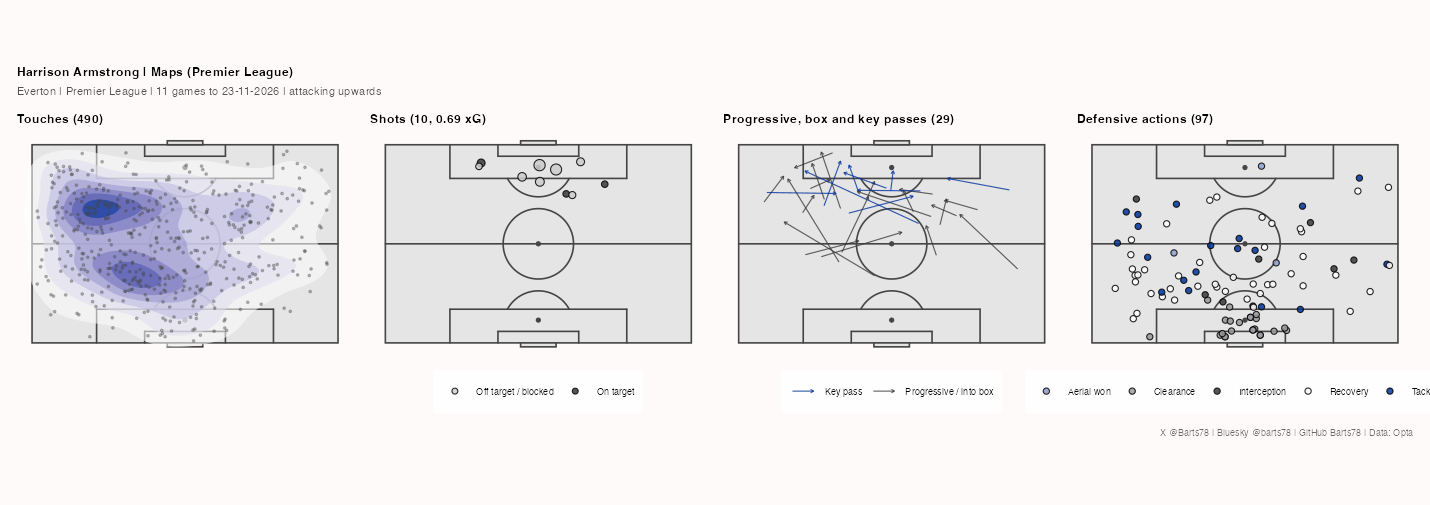 Harrison Armstrong | Maps (Premier League)
Everton | Premier League | 11 games to 23-11-2026 | attacking upwards
Touches (490)
Shots (10, 0.69 xG)
Progressive, box and key passes (29)
Defensive actions (97)
Off target / blocked
On target
Key pass
Progressive / into box
Aerial won
Clearance
Interception
Recovery
Tack
X @Barts78 | Bluesky: @barts78 | GitHub Barts78 | Data: Opta